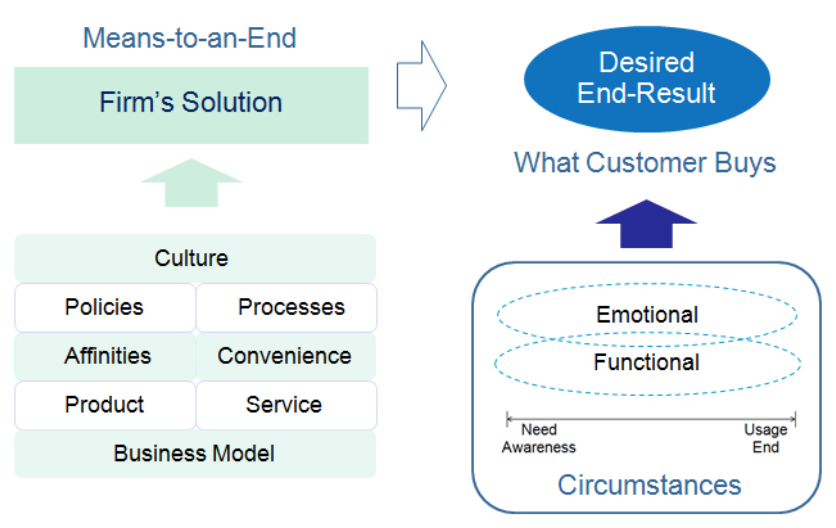 Means-to-an-End
Firm's Solution
Culture
Policies
Processes
Affinities
Convenience
Product
Service
Business Model
Desired
End-Result
What Customer Buys
Emotional
Functional
Need
Awareness
Usage
End
Circumstances